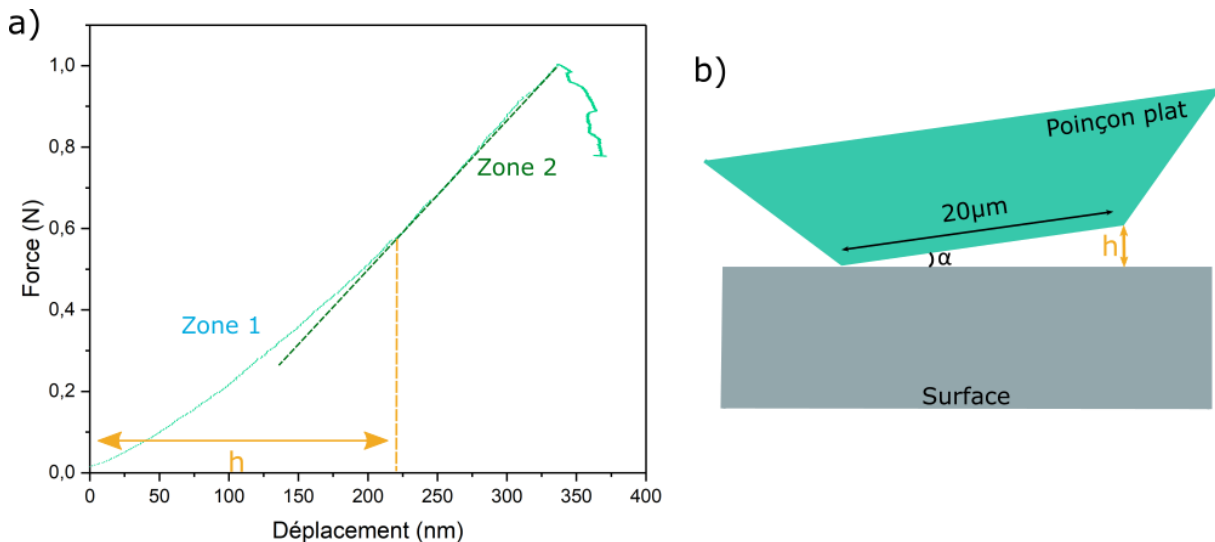 a)
Force (N)
1,0
0,8
0,6
0,4
0,2
0,0
Zone 1
Zone 2
h
0 50 100 150 200 250 300 350 400
Déplacement (nm)
b)
Poinçon plat
20µm
α
h
Surface